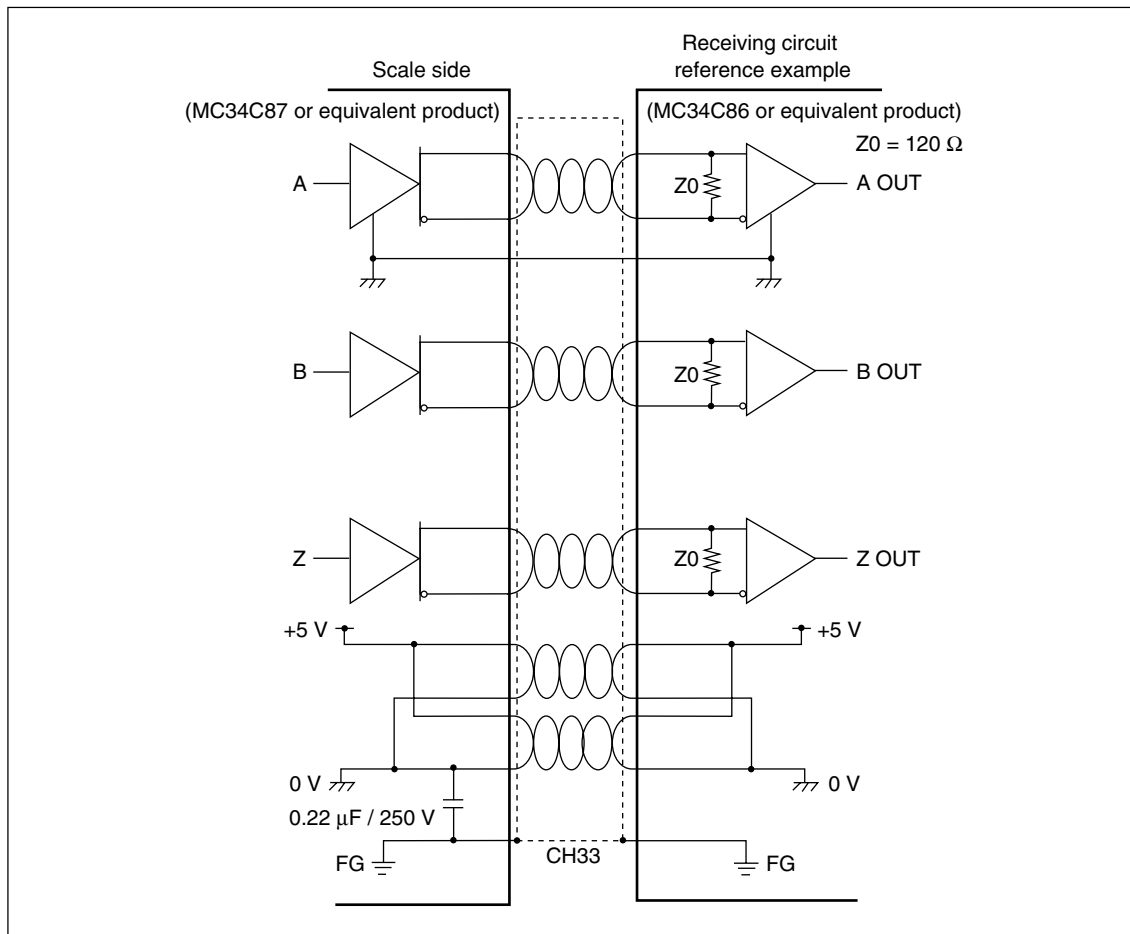 Scale side
Receiving circuit
reference example
(MC34C87 or equivalent product)
(MC34C86 or equivalent product)
Z0 = 120 Ω
A
Z0
A OUT
B
Z0
B OUT
Z
Z0
Z OUT
+5 V
+5 V
0 V
0 V
0.22 μF / 250 V
FG
CH33
FG